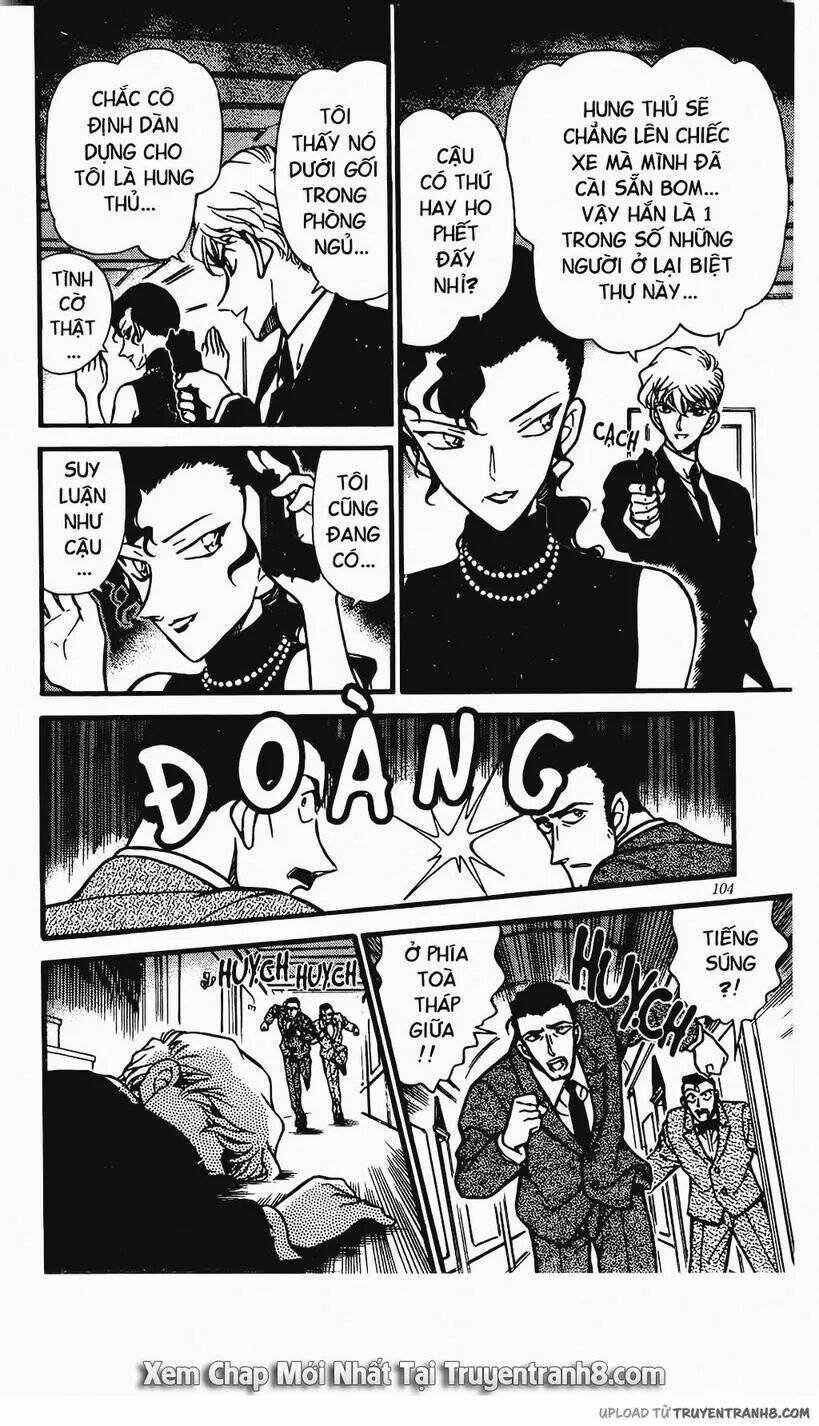 HUNG THỦ SẼ
CHẲNG LÊN CHIẾC
XE MÀ MÌNH ĐÃ
CÀI SẴN BOM...
VẬY HẮN LÀ 1
TRONG SỐ NHỮNG
NGƯỜI Ở LẠI BIỆT
THỰ NÀY...
CẠCH
CẬU
CÓ THỨ
HAY HO
PHẾT
ĐẤY
NHỈ?
TÔI
THẤY NÓ
DƯỚI GỐI
TRONG
PHÒNG
NGỦ...
CHẮC CÔ
ĐỊNH DÀN
DỰNG CHO
TÔI LÀ HUNG
THỦ...
TÌNH
CỜ
THẬT
...
TÔI
CŨNG
ĐANG
CÓ...
SUY
LUẬN
NHƯ
CẬU...
ĐOÀNG
104
TIẾNG
SÚNG
?!
HUỴCH
Ở PHÍA
TOÀ
THÁP
GIỮA
!!
HUỴCH HUỴCH
Xem Chap Mới Nhất Tại Truyentranh8.com
UPLOAD TỪ TRUYENTRANH8.COM